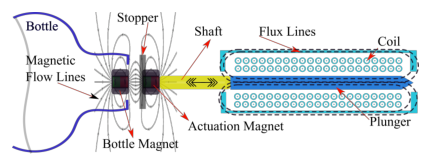 Bottle
Stopper
Shaft
Flux Lines
Coil
Magnetic
Flow Lines
Plunger
Actuation Magnet
Bottle Magnet